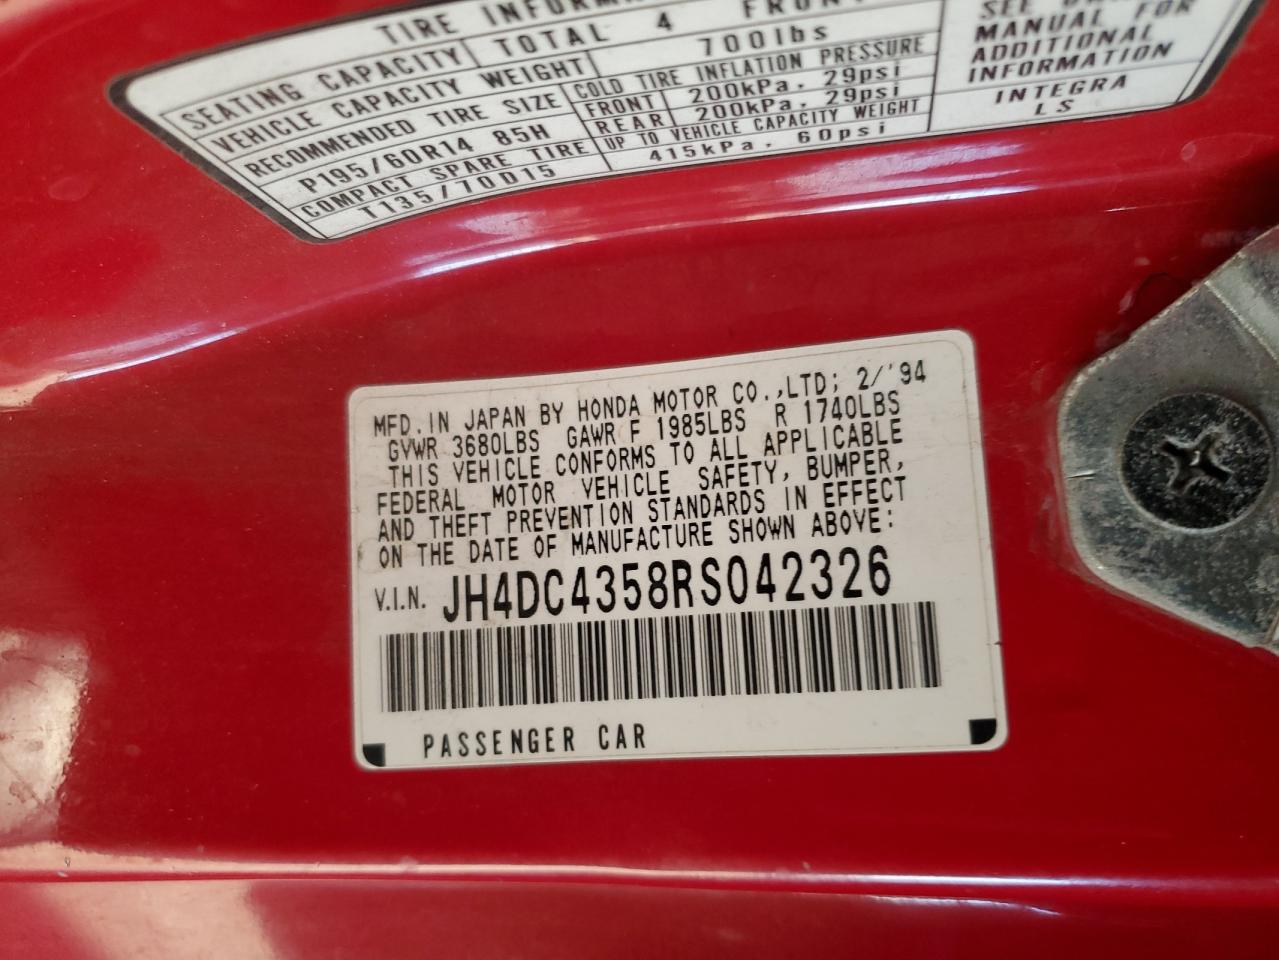 TIRE INFORMA
SEATING CAPACITY TOTAL 4 FRONT
VEHICLE CAPACITY WEIGHT 700lbs
RECOMMENDED TIRE SIZE COLD TIRE INFLATION PRESSURE
P195/60R14 85H FRONT 200kPa, 29psi
REAR 200kPa, 29psi
COMPACT SPARE TIRE UP TO VEHICLE CAPACITY WEIGHT
T135/70D15 415kPa, 60psi
SEE
MANUAL FOR
ADDITIONAL
INFORMATION
INTEGRA
LS
MFD. IN JAPAN BY HONDA MOTOR CO.,LTD; 2/'94
GVWR 3680LBS GAWR F 1985LBS R 1740LBS
THIS VEHICLE CONFORMS TO ALL APPLICABLE
FEDERAL MOTOR VEHICLE SAFETY, BUMPER,
AND THEFT PREVENTION STANDARDS IN EFFECT
ON THE DATE OF MANUFACTURE SHOWN ABOVE:
V.I.N. JH4DC4358RS042326
PASSENGER CAR